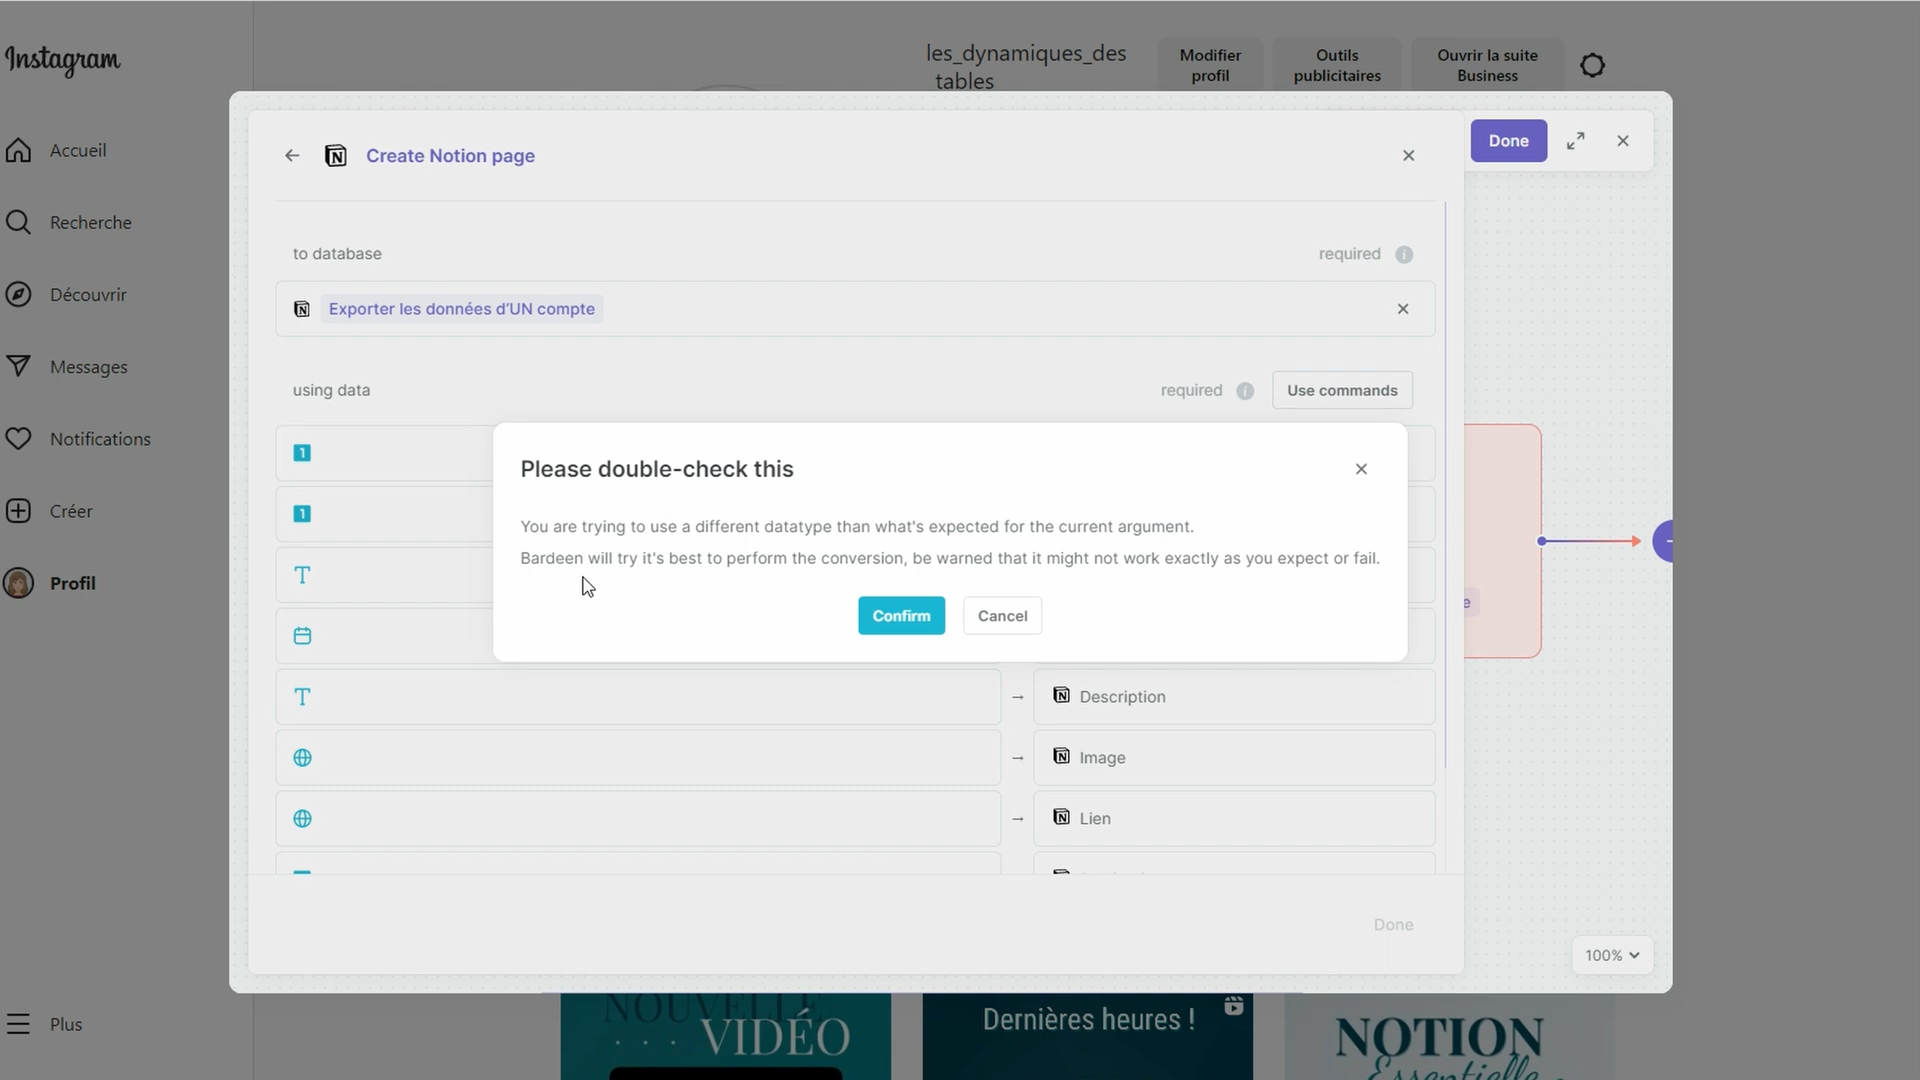 Instagram
les_dynamiques_des
tables
Modifier
profil
Outils
publicitaires
Ouvrir la suite
Business
Accueil
Recherche
Découvrir
Messages
Notifications
Créer
Profil
Plus
Create Notion page
Done
to database
required
Exporter les données d'UN compte
using data
required
Use commands
1
1
Please double-check this
You are trying to use a different datatype than what's expected for the current argument.
Bardeen will try it's best to perform the conversion, be warned that it might not work exactly as you expect or fail.
Confirm
Cancel
e
Description
Image
Lien
Done
100%
NOUVELLE
VIDÉO
Dernières heures !
NOTION
Essentielle